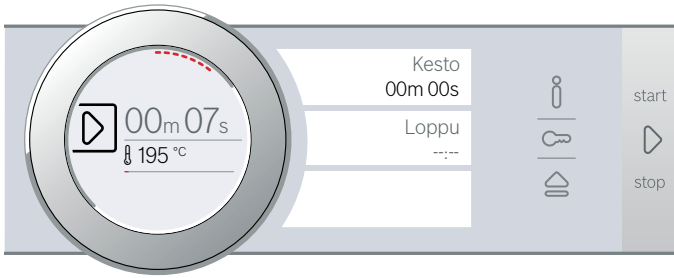 00m 07s
195 °C
Kesto
00m 00s
Loppu
--:--
start
stop